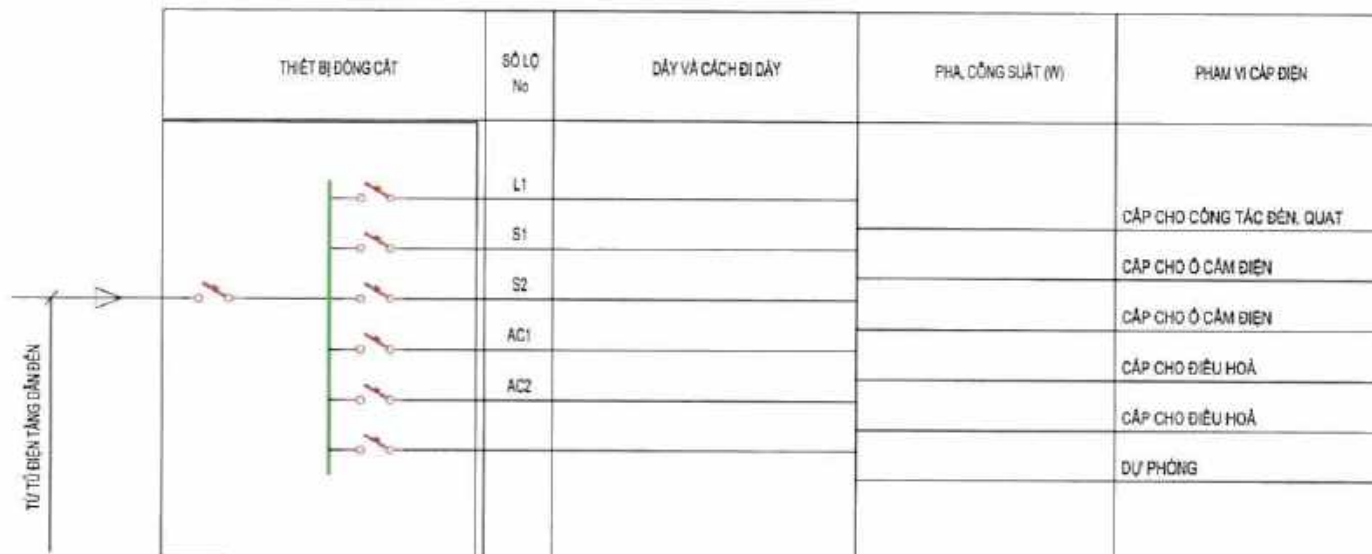 THIẾT BỊ ĐÓNG CẮT
SỐ LỘ
No
DÂY VÀ CÁCH ĐI DÂY
PHA, CÔNG SUẤT (W)
PHẠM VI CẤP ĐIỆN
L1
CẤP CHO CÔNG TẮC ĐÈN, QUẠT
S1
CẤP CHO Ổ CẮM ĐIỆN
S2
CẤP CHO Ổ CẮM ĐIỆN
AC1
CẤP CHO ĐIỀU HOÀ
AC2
CẤP CHO ĐIỀU HOÀ
DỰ PHÒNG
TỪ TỦ ĐIỆN TẦNG DẪN ĐẾN